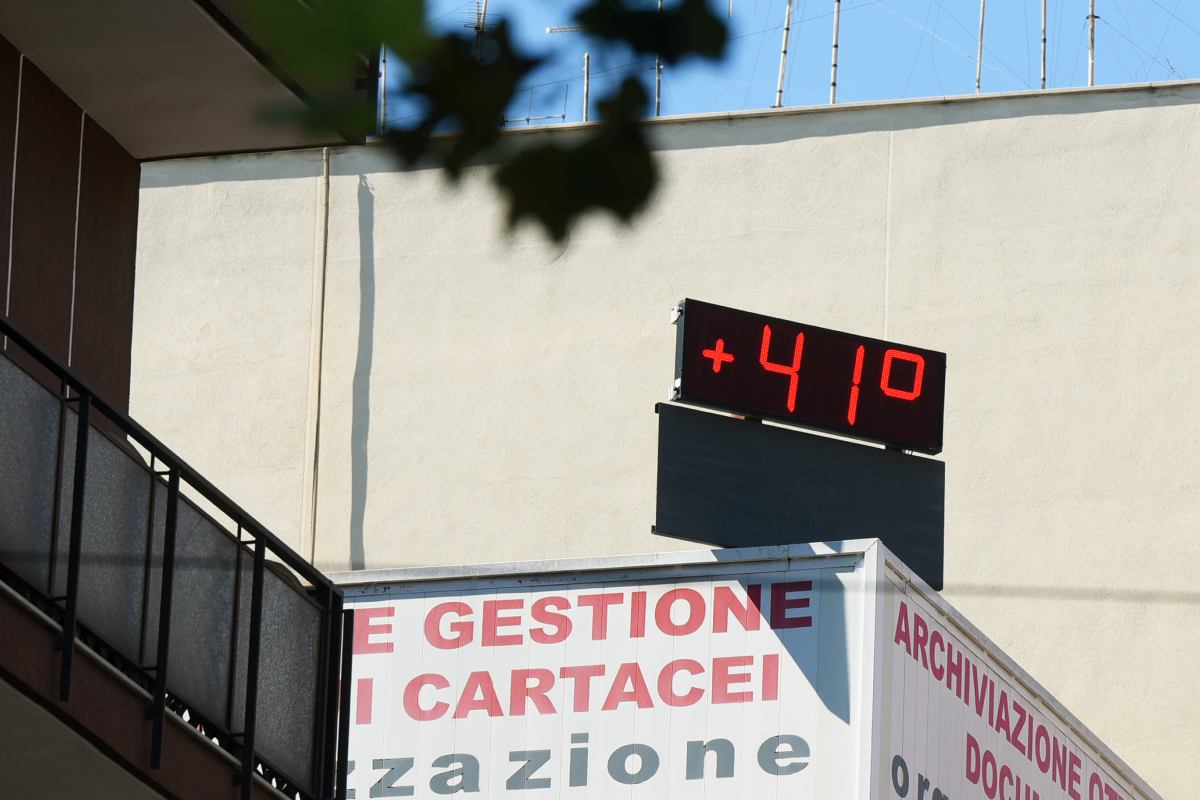 +41°
E GESTIONE
I CARTACEI
zzazione
ARCHIVIAZIONE